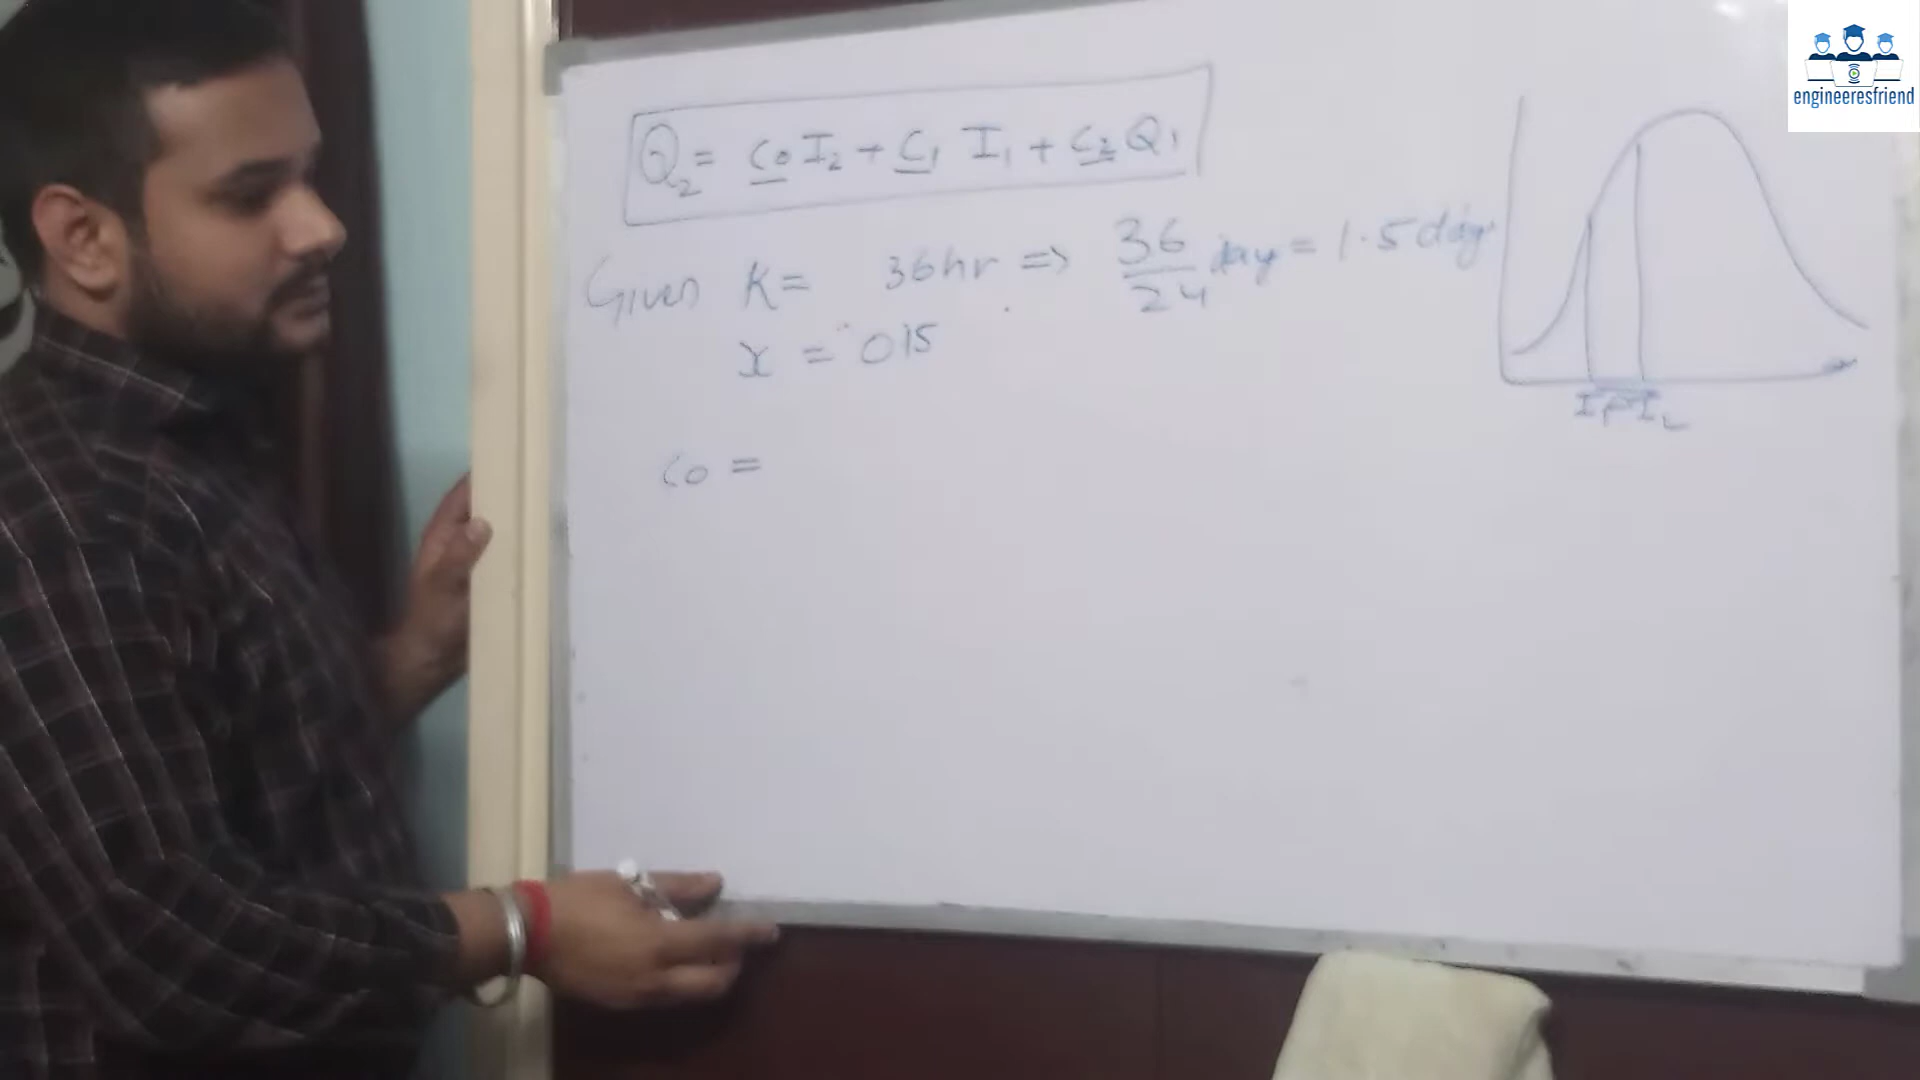 Q₂ = C₀ I₂ + C₁ I₁ + C₂ Q₁
Given K = 36hr => 36/24 day = 1.5 days
x = 0.15
C₀ =
I₁ I₂
engineeresfriend